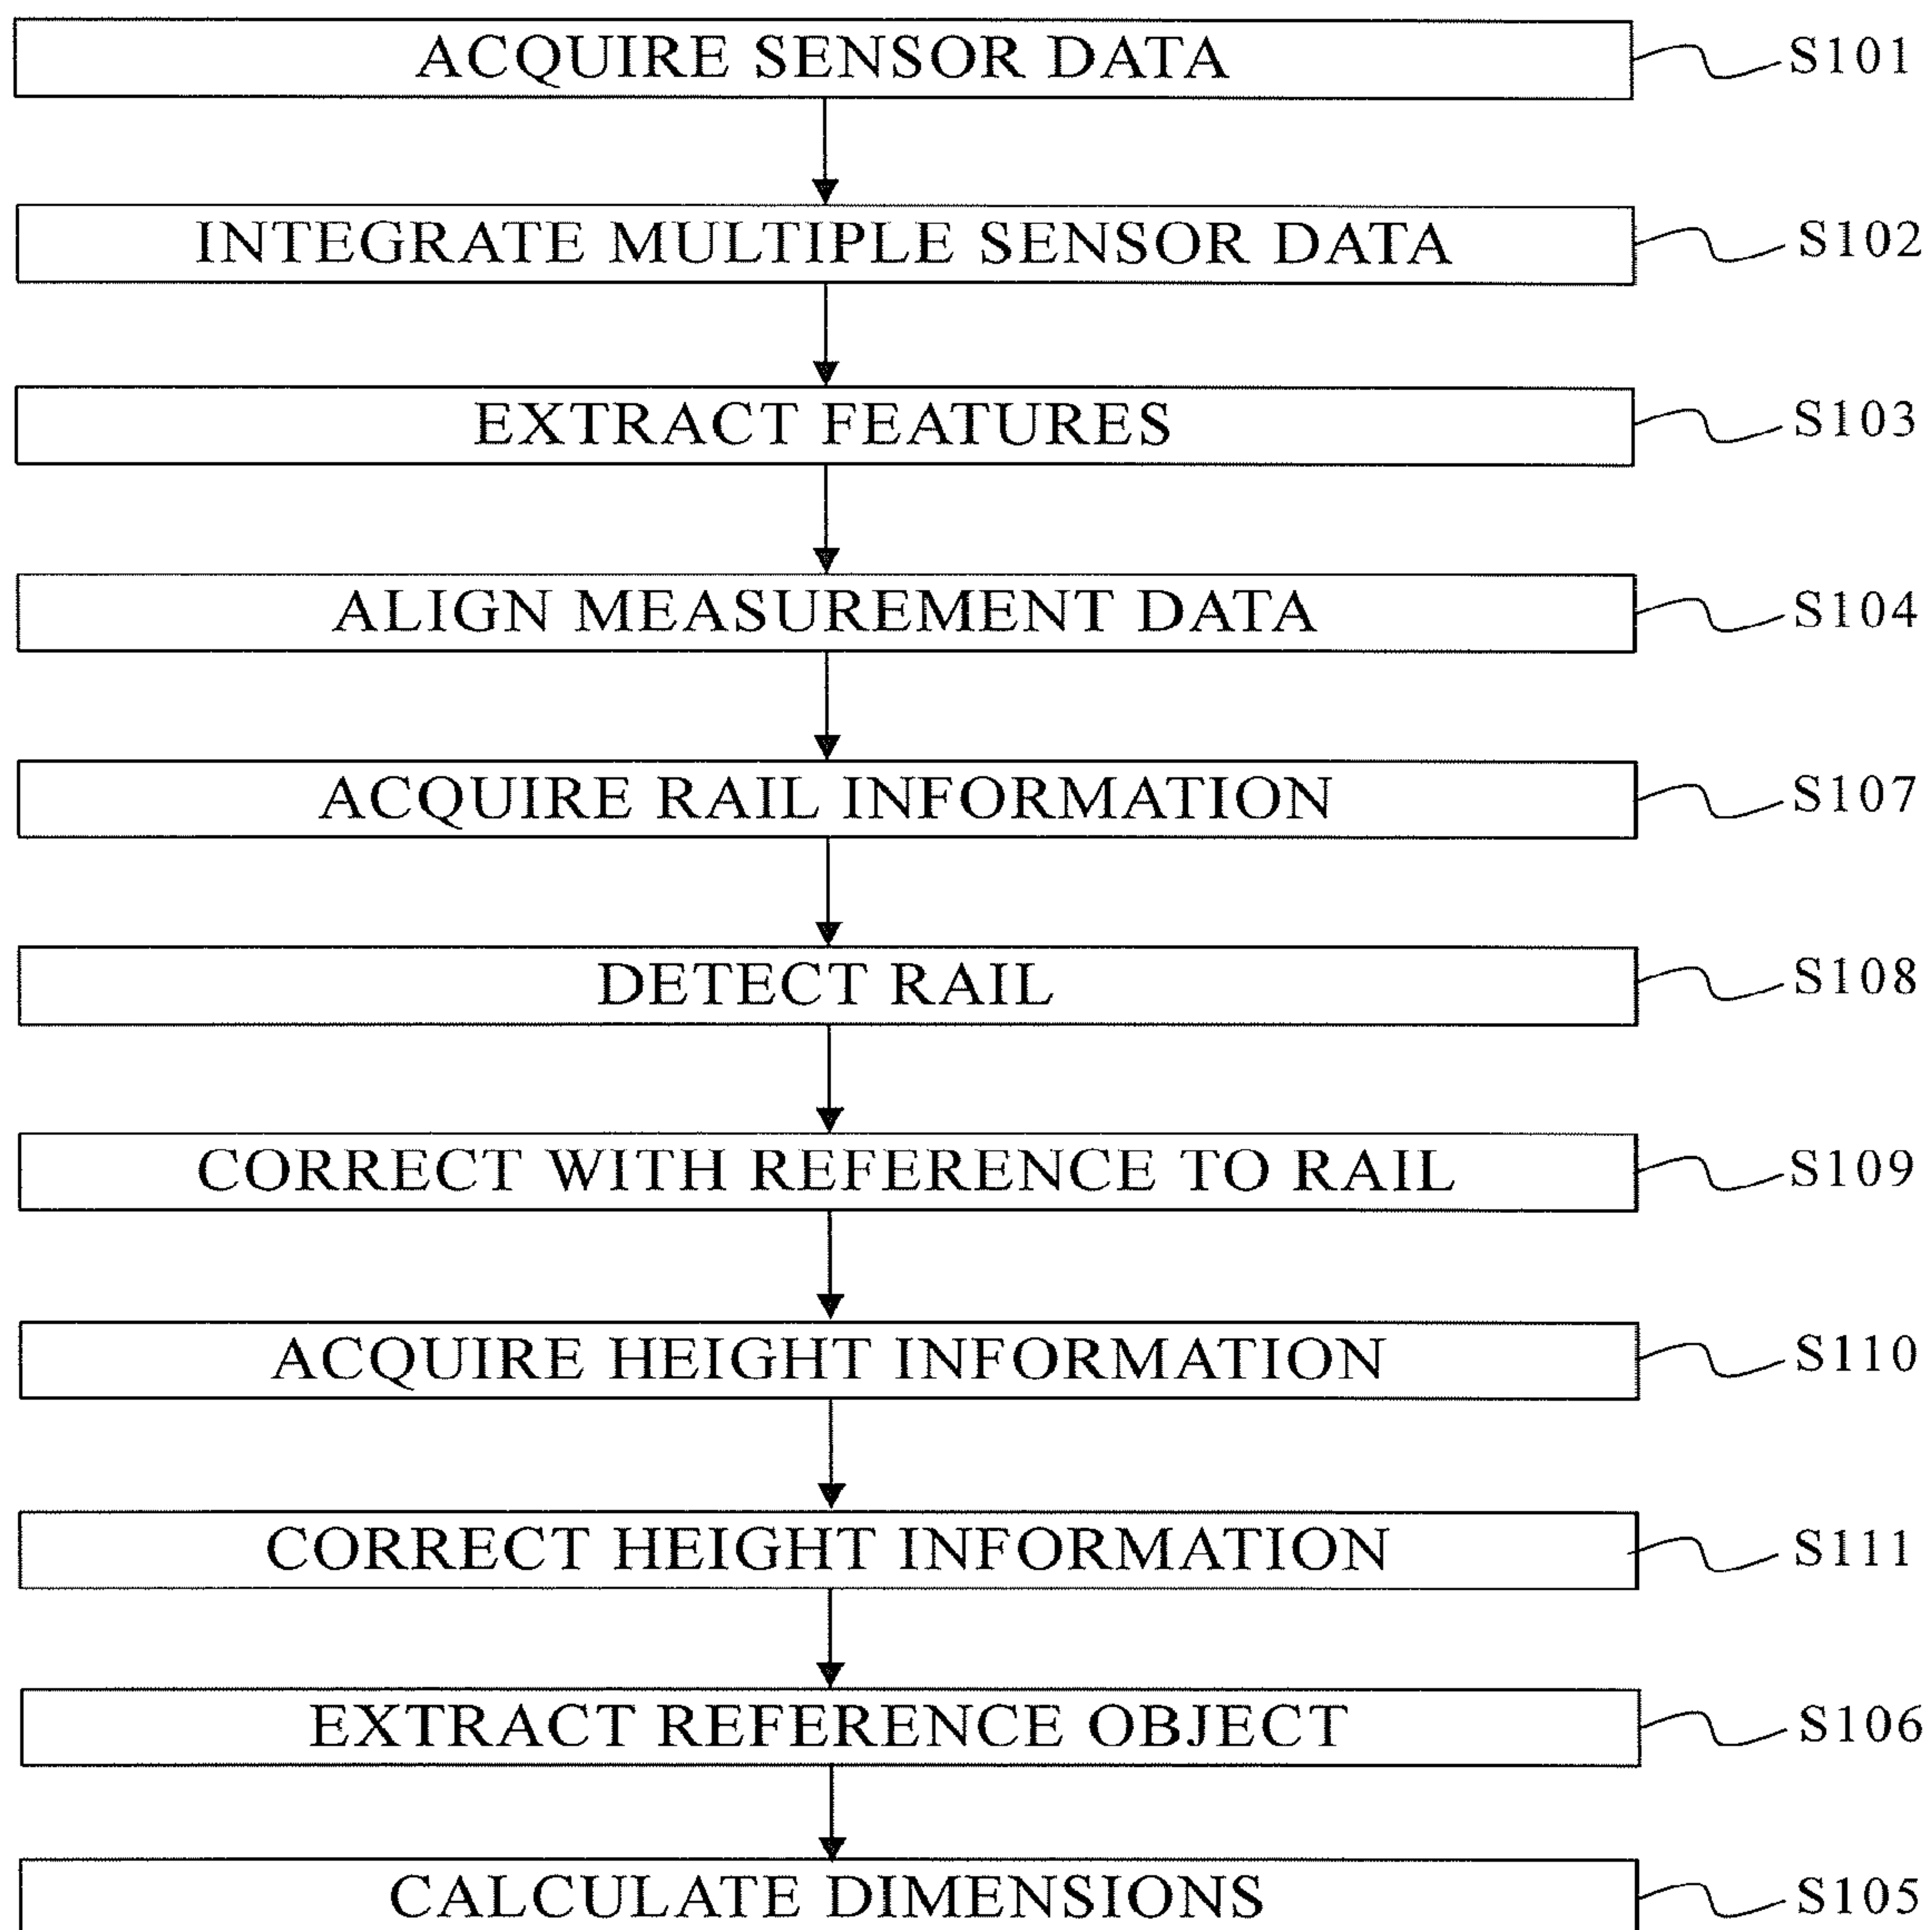 ACQUIRE SENSOR DATA S101
INTEGRATE MULTIPLE SENSOR DATA S102
EXTRACT FEATURES S103
ALIGN MEASUREMENT DATA S104
ACQUIRE RAIL INFORMATION S107
DETECT RAIL S108
CORRECT WITH REFERENCE TO RAIL S109
ACQUIRE HEIGHT INFORMATION S110
CORRECT HEIGHT INFORMATION S111
EXTRACT REFERENCE OBJECT S106
CALCULATE DIMENSIONS S105